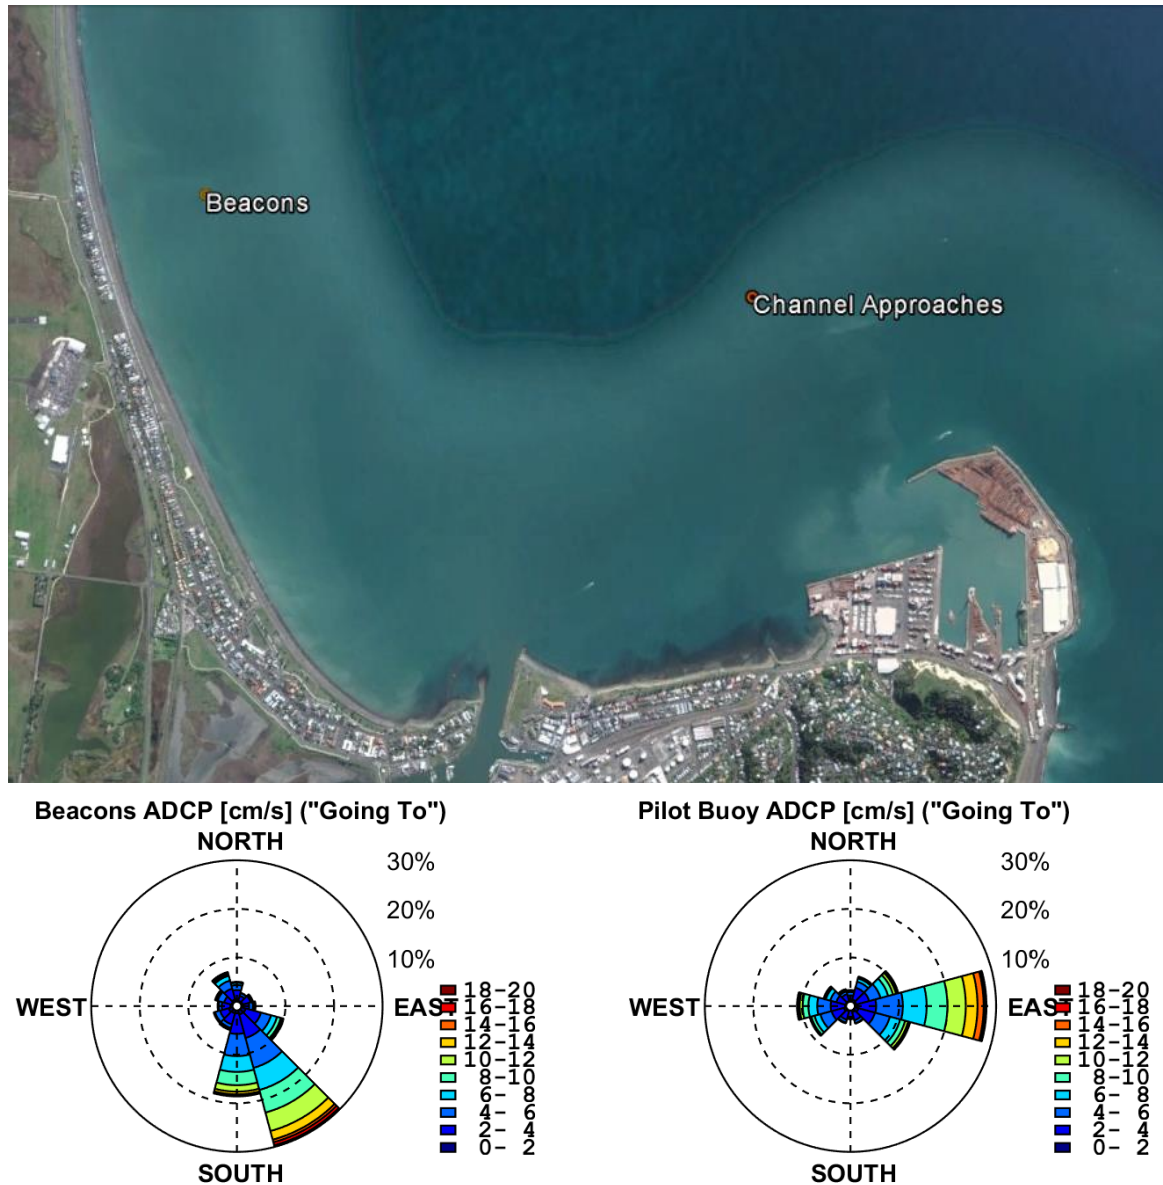 Beacons
Channel Approaches
Beacons ADCP [cm/s] ("Going To")
NORTH
30%
20%
10%
WEST
EAST
SOUTH
18-20
16-18
14-16
12-14
10-12
8-10
6- 8
4- 6
2- 4
0- 2
Pilot Buoy ADCP [cm/s] ("Going To")
NORTH
30%
20%
10%
WEST
EAST
SOUTH
18-20
16-18
14-16
12-14
10-12
8-10
6- 8
4- 6
2- 4
0- 2